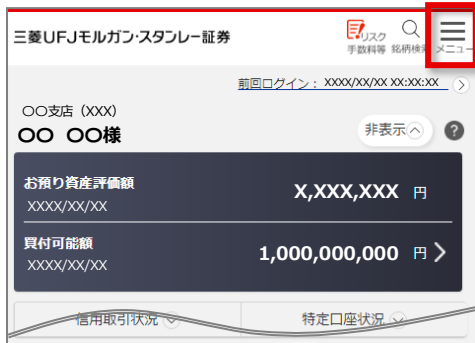 三菱UFJモルガン・スタンレー証券
リスク
手数料等 銘柄検索 メニュー
前回ログイン： XXXX/XX/XX XX:XX:XX
〇〇支店（XXX）
〇〇 〇〇様
非表示
?
お預り資産評価額
X,XXX,XXX 円
XXXX/XX/XX
買付可能額
1,000,000,000 円
XXXX/XX/XX
信用取引状況
特定口座状況